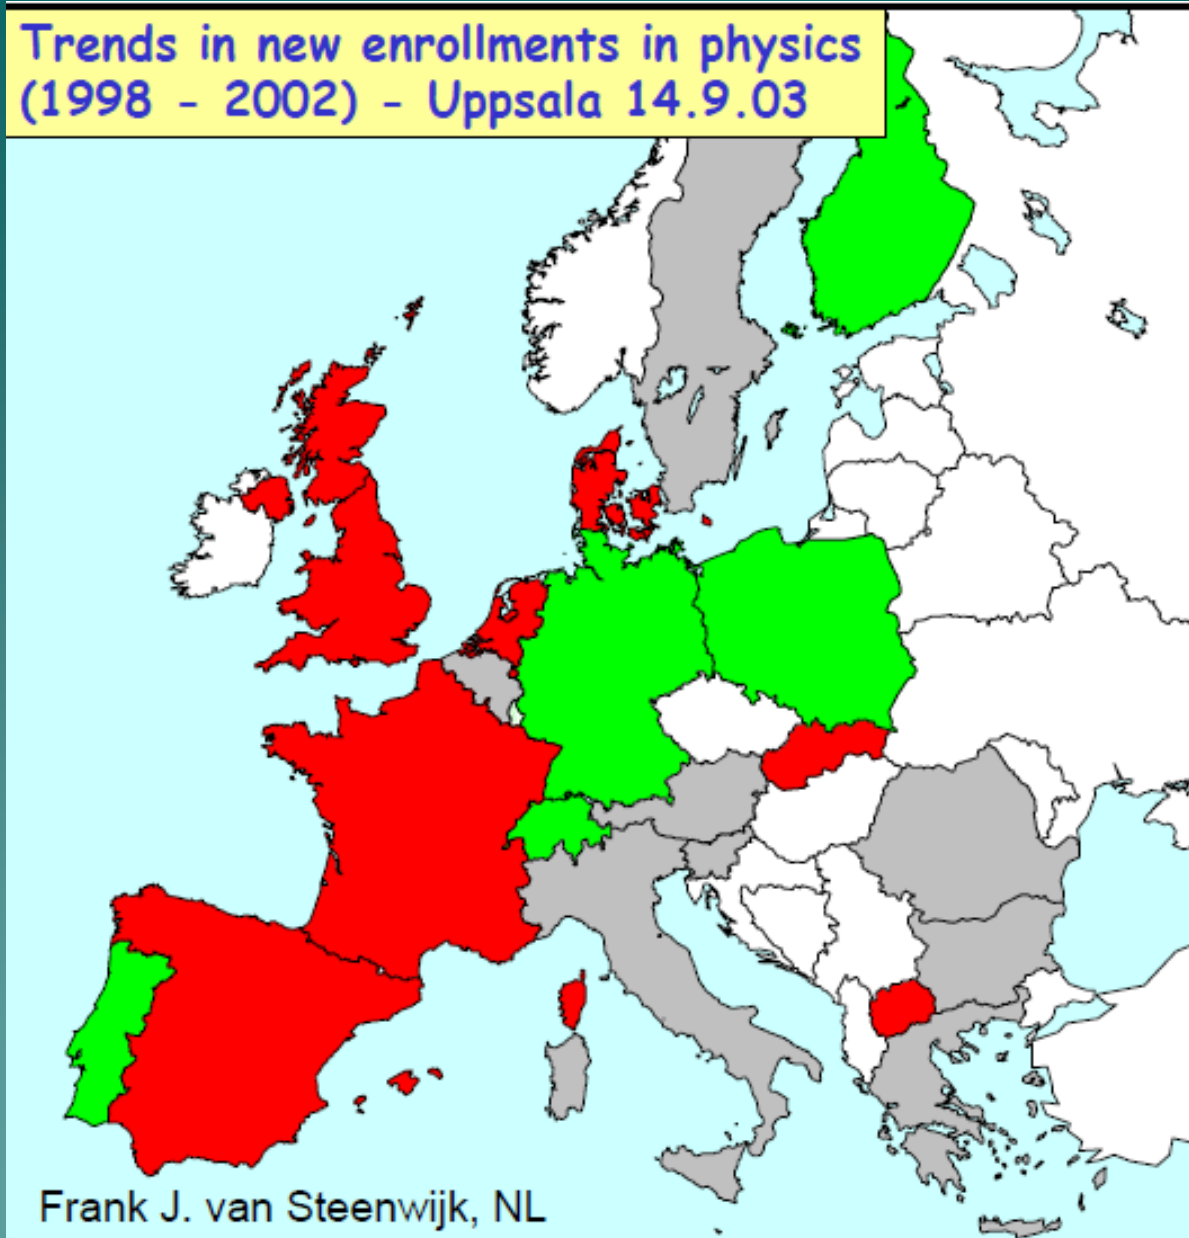 Trends in new enrollments in physics
(1998 - 2002) - Uppsala 14.9.03
Frank J. van Steenwijk, NL